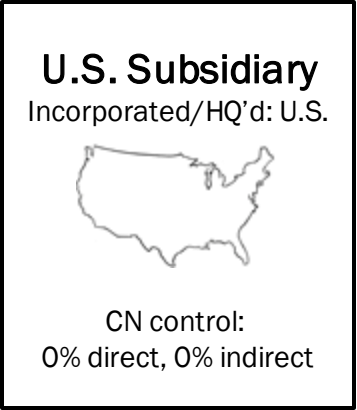 U.S. Subsidiary
Incorporated/HQ’d: U.S.
CN control:
0% direct, 0% indirect